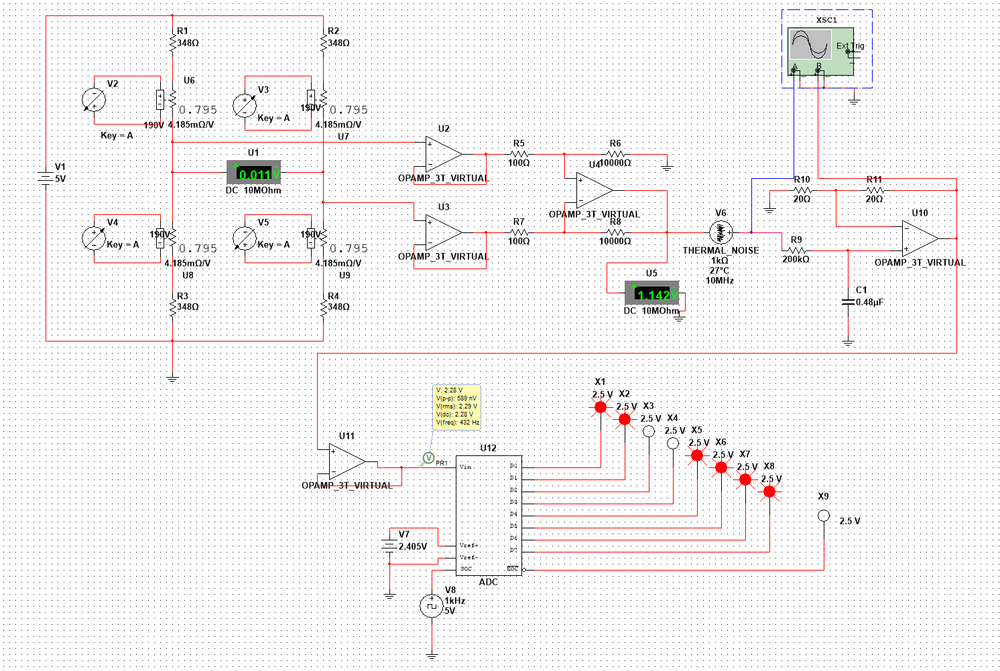 XSC1
Ext Trig
A
B
R1
348Ω
R2
348Ω
V2
U6
V3
0.795
190V
0.795
190V 4.185mΩ/V
Key = A
4.185mΩ/V
Key = A
U7
V1
5V
U1
0.011 V
DC 10MOhm
U2
OPAMP_3T_VIRTUAL
R5
100Ω
R6
10000Ω
U4
OPAMP_3T_VIRTUAL
U3
OPAMP_3T_VIRTUAL
R7
100Ω
R8
10000Ω
V4
190V
Key = A
0.795
4.185mΩ/V
U8
V5
190V
Key = A
0.795
4.185mΩ/V
U9
R3
348Ω
R4
348Ω
V6
THERMAL_NOISE
1kΩ
27°C
10MHz
U5
1.142 V
DC 10MOhm
R10
20Ω
R11
20Ω
U10
OPAMP_3T_VIRTUAL
R9
200kΩ
C1
0.48µF
V: 2.28 V
V(p-p): 589 nV
V(rms): 2.29 V
V(dc): 2.28 V
V(freq): 432 Hz
V
PR1
U11
OPAMP_3T_VIRTUAL
U12
Vin
Vref+
Vref-
SOC
D0
D1
D2
D3
D4
D5
D6
D7
EOC
ADC
V7
2.405V
V8
1kHz
5V
X1
2.5 V
X2
2.5 V
X3
2.5 V
X4
2.5 V
X5
2.5 V
X6
2.5 V
X7
2.5 V
X8
2.5 V
X9
2.5 V